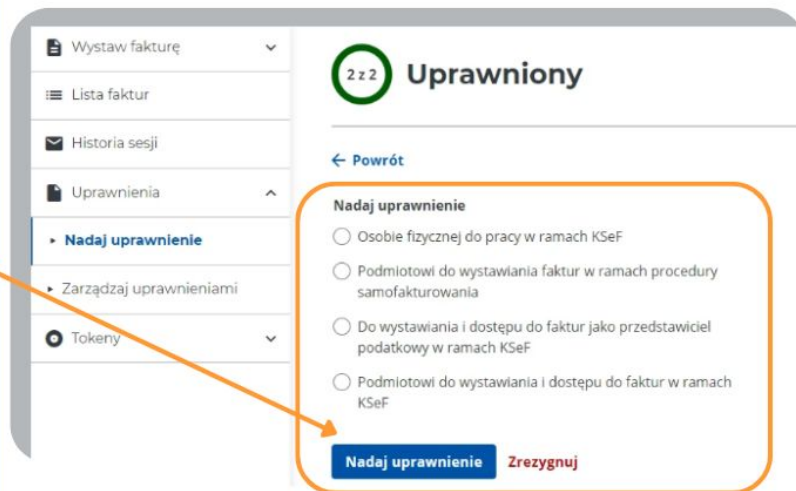 Wystaw fakturę
Lista faktur
Historia sesji
Uprawnienia
Nadaj uprawnienie
Zarządzaj uprawnieniami
Tokeny
2 z 2
Uprawniony
← Powrót
Nadaj uprawnienie
Osobie fizycznej do pracy w ramach KSeF
Podmiotowi do wystawiania faktur w ramach procedury
samofakturowania
Do wystawiania i dostępu do faktur jako przedstawiciel
podatkowy w ramach KSeF
Podmiotowi do wystawiania i dostępu do faktur w ramach
KSeF
Nadaj uprawnienie
Zrezygnuj